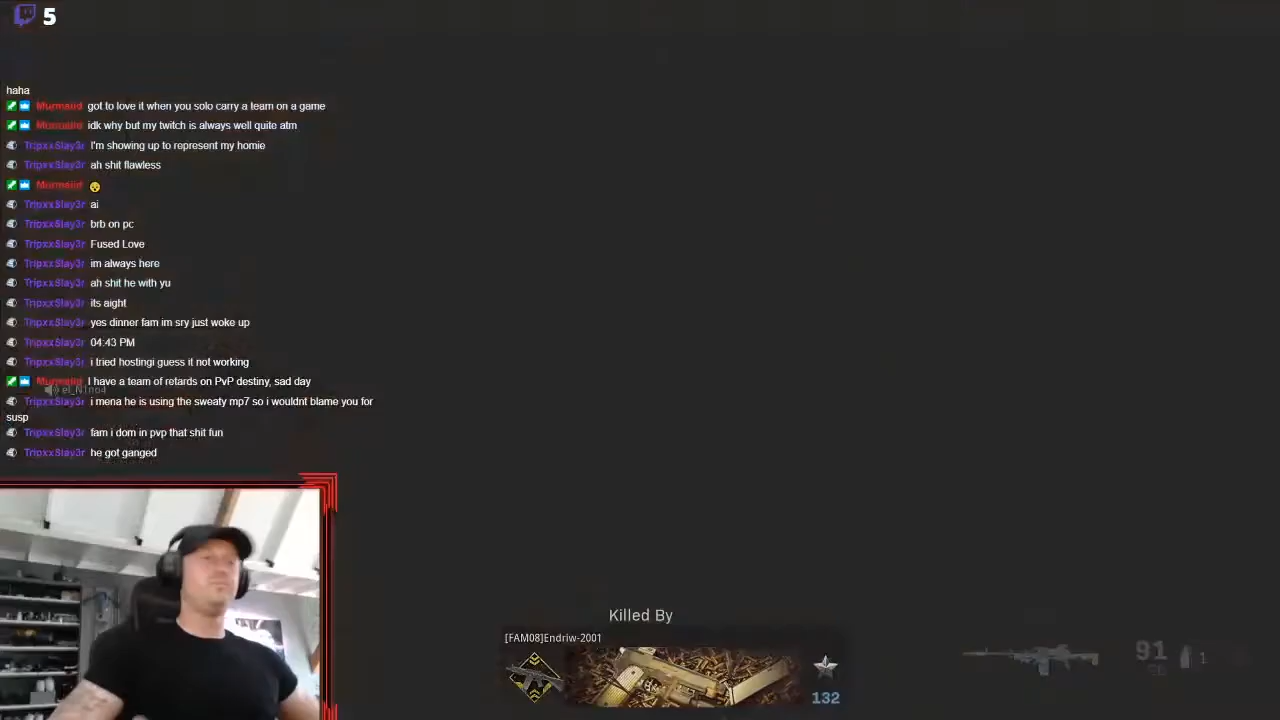 5
haha
Murmaiid got to love it when you solo carry a team on a game
Murmaiid idk why but my twitch is always well quite atm
TripxxSlay3r I'm showing up to represent my homie
TripxxSlay3r ah shit flawless
Murmaiid
TripxxSlay3r ai
TripxxSlay3r brb on pc
TripxxSlay3r Fused Love
TripxxSlay3r im always here
TripxxSlay3r ah shit he with yu
TripxxSlay3r its aight
TripxxSlay3r yes dinner fam im sry just woke up
TripxxSlay3r 04:43 PM
TripxxSlay3r i tried hostingi guess it not working
Murmaiid I have a team of retards on PvP destiny, sad day
el_N1no4
TripxxSlay3r i mena he is using the sweaty mp7 so i wouldnt blame you for
susp
TripxxSlay3r fam i dom in pvp that shit fun
TripxxSlay3r he got ganged
Killed By
[FAM08]Endriw-2001
132
91
1